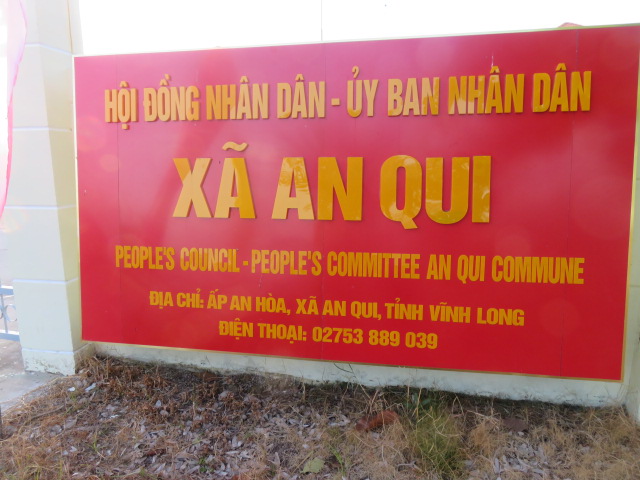 HỘI ĐỒNG NHÂN DÂN - ỦY BAN NHÂN DÂN
XÃ AN QUI
PEOPLE'S COUNCIL - PEOPLE'S COMMITTEE AN QUI COMMUNE
ĐỊA CHỈ: ẤP AN HÒA, XÃ AN QUI, TỈNH VĨNH LONG
ĐIỆN THOẠI: 02753 889 039